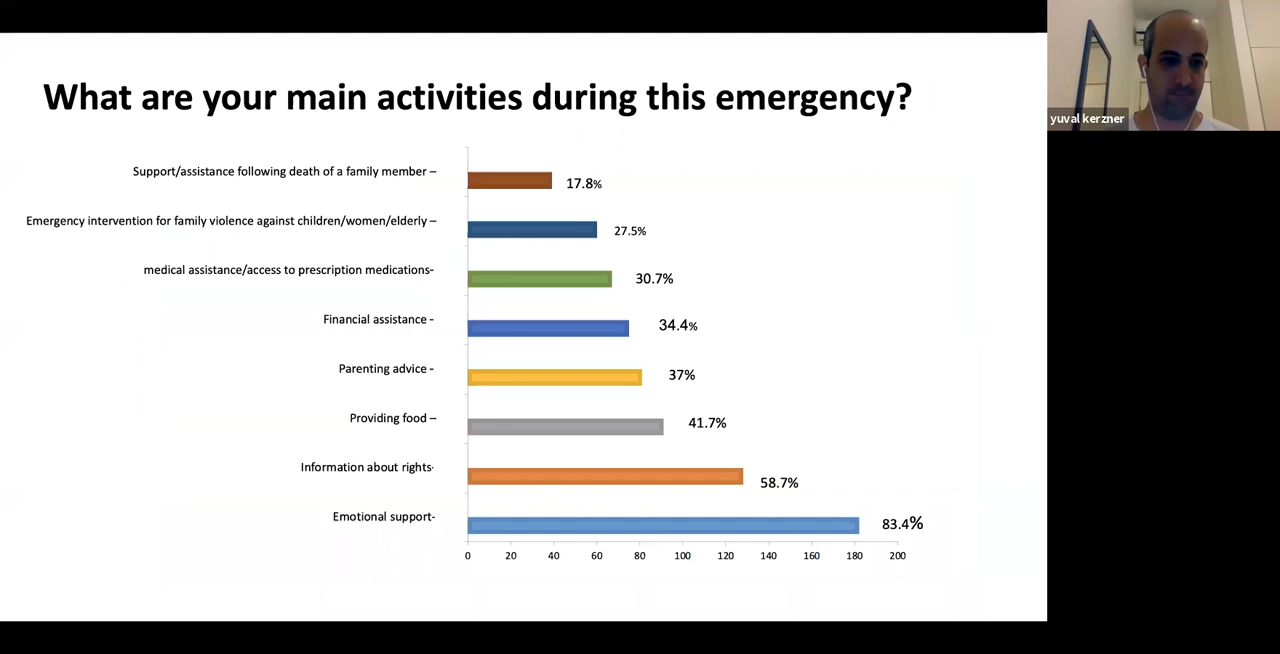 What are your main activities during this emergency?
yuval kerzner
Support/assistance following death of a family member –
17.8%
Emergency intervention for family violence against children/women/elderly –
27.5%
medical assistance/access to prescription medications-
30.7%
Financial assistance -
34.4%
Parenting advice -
37%
Providing food –
41.7%
Information about rights-
58.7%
Emotional support-
83.4%
0 20 40 60 80 100 120 140 160 180 200